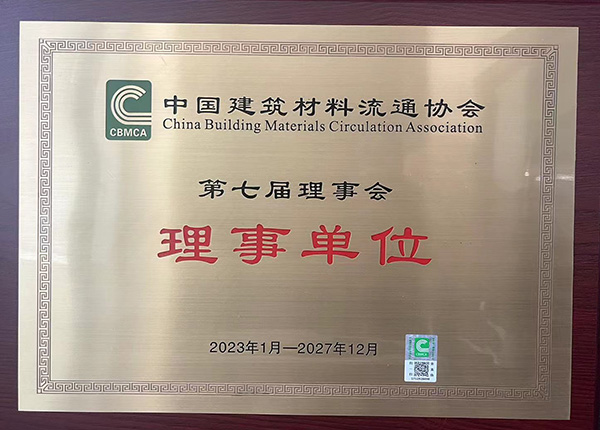 CBMCA
中国建筑材料流通协会
China Building Materials Circulation Association
第七届理事会
理事单位
2023年1月—2027年12月
CBMCA